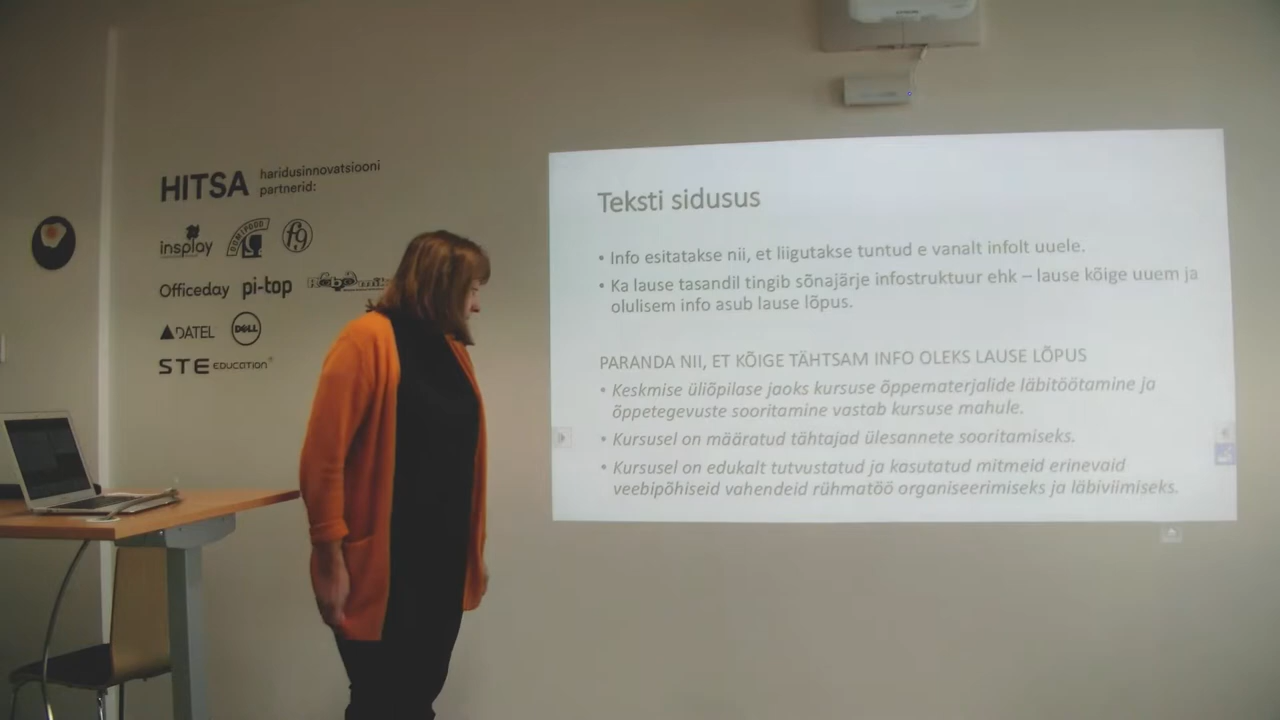 HITSA haridusinnovatsiooni
partnerid:
insplay
f9
Officeday pi-top
DATEL DELL
STE EDUCATION
Teksti sidusus
• Info esitatakse nii, et liigutakse tuntud e vanalt infolt uuele.
• Ka lause tasandil tingib sõnajärje infostruktuur ehk – lause kõige uuem ja
olulisem info asub lause lõpus.
PARANDA NII, ET KÕIGE TÄHTSAM INFO OLEKS LAUSE LÕPUS
• Keskmise üliõpilase jaoks kursuse õppematerjalide läbitöötamine ja
õppetegevuste sooritamine vastab kursuse mahule.
• Kursusel on määratud tähtajad ülesannete sooritamiseks.
• Kursusel on edukalt tutvustatud ja kasutatud mitmeid erinevaid
veebipõhiseid vahendeid rühmatöö organiseerimiseks ja läbiviimiseks.